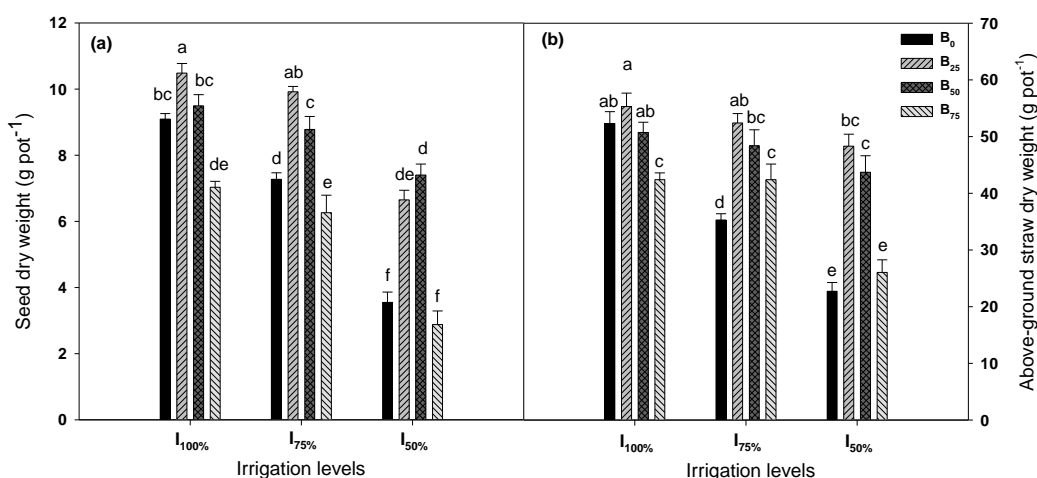 (a)
Seed dry weight (g pot⁻¹)
12
10
8
6
4
2
0
bc
a
bc
de
d
ab
c
e
f
de
d
f
I100%
I75%
I50%
Irrigation levels
(b)
B0
B25
B50
B75
ab
a
ab
c
d
ab
bc
c
e
bc
c
e
I100%
I75%
I50%
Irrigation levels
70
60
50
40
30
20
10
0
Above-ground straw dry weight (g pot⁻¹)